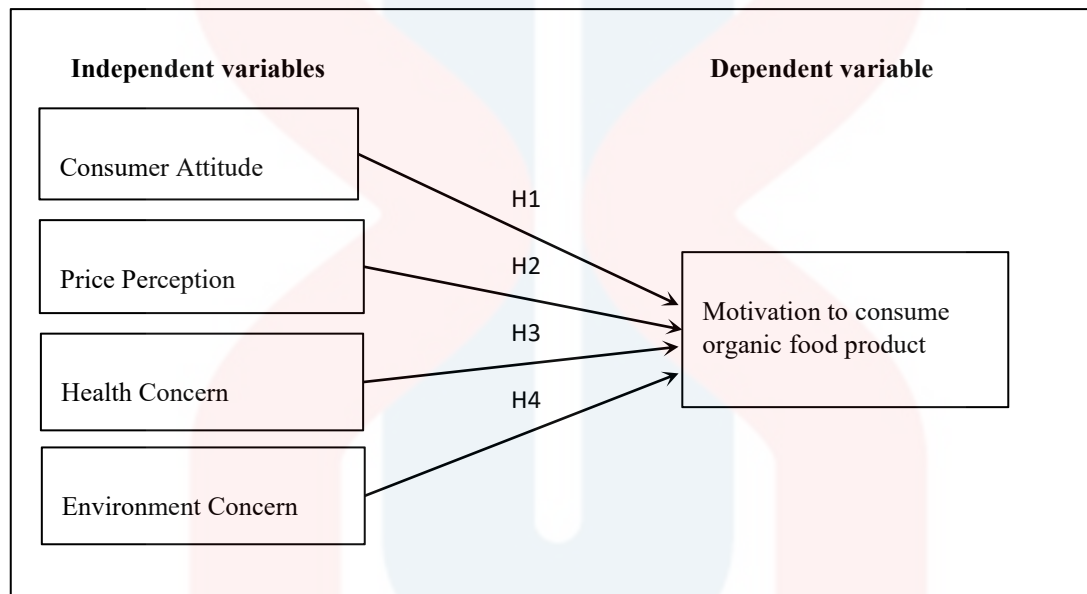 Independent variables
Dependent variable
Consumer Attitude
H1
Price Perception
H2
Motivation to consume
organic food product
H3
Health Concern
H4
Environment Concern